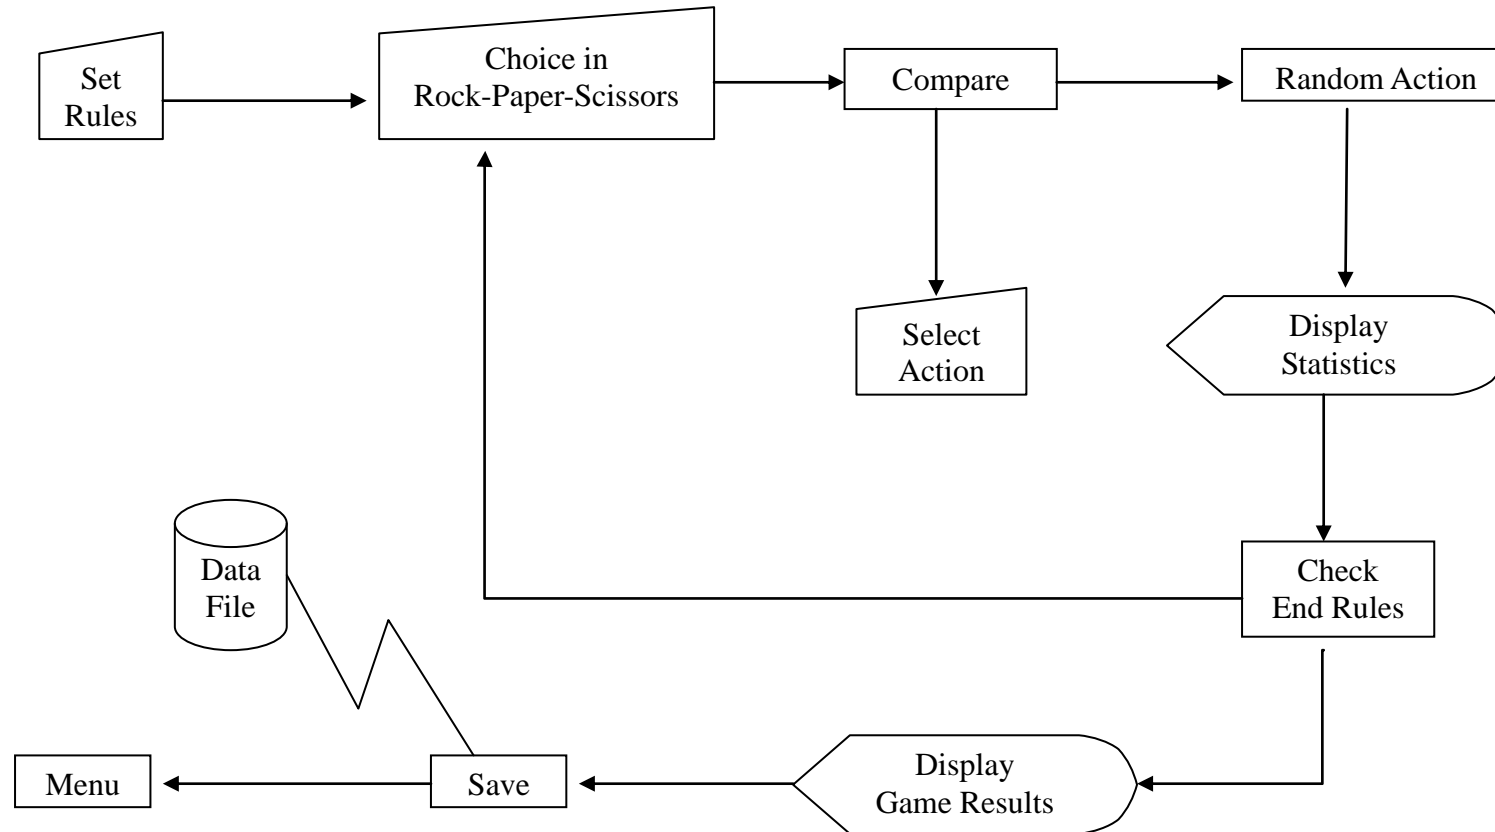 Set
Rules
Choice in
Rock-Paper-Scissors
Compare
Random Action
Select
Action
Display
Statistics
Data
File
Check
End Rules
Menu
Save
Display
Game Results